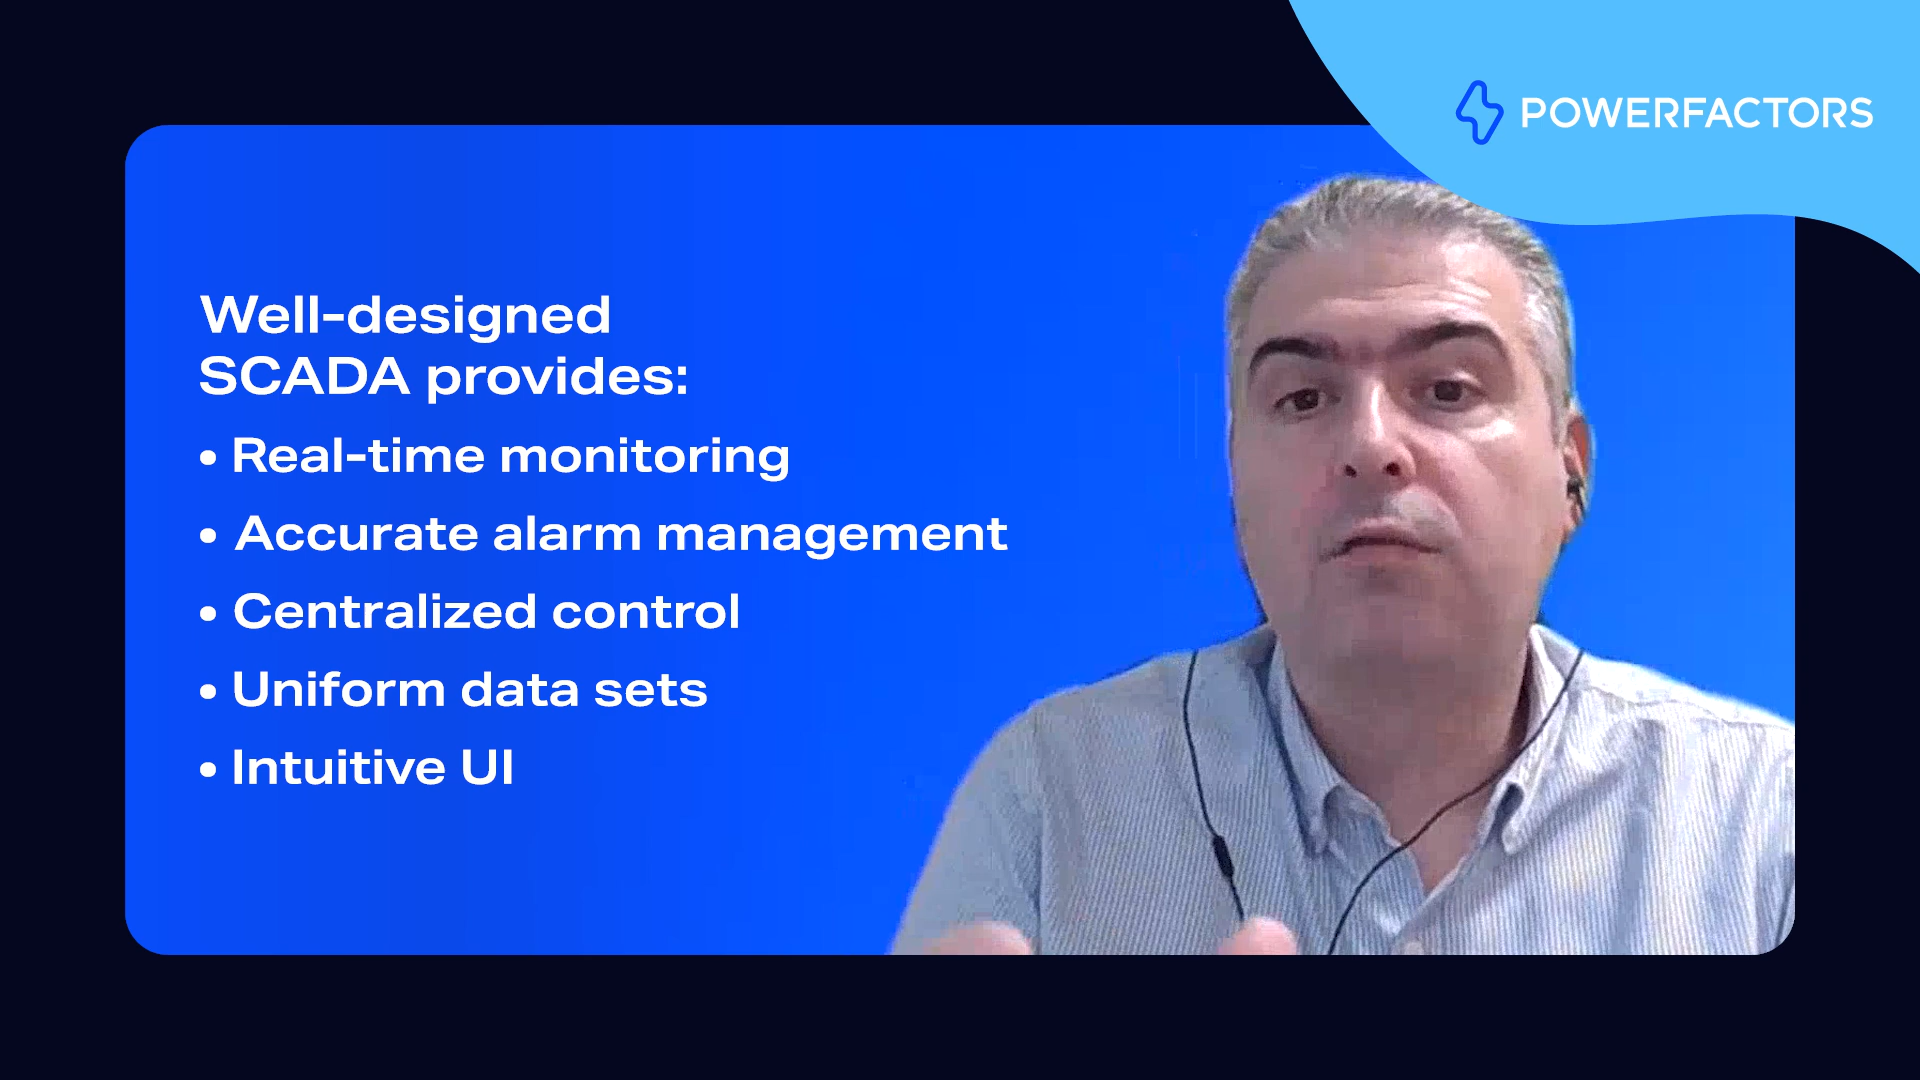 POWERFACTORS
Well-designed
SCADA provides:
• Real-time monitoring
• Accurate alarm management
• Centralized control
• Uniform data sets
• Intuitive UI